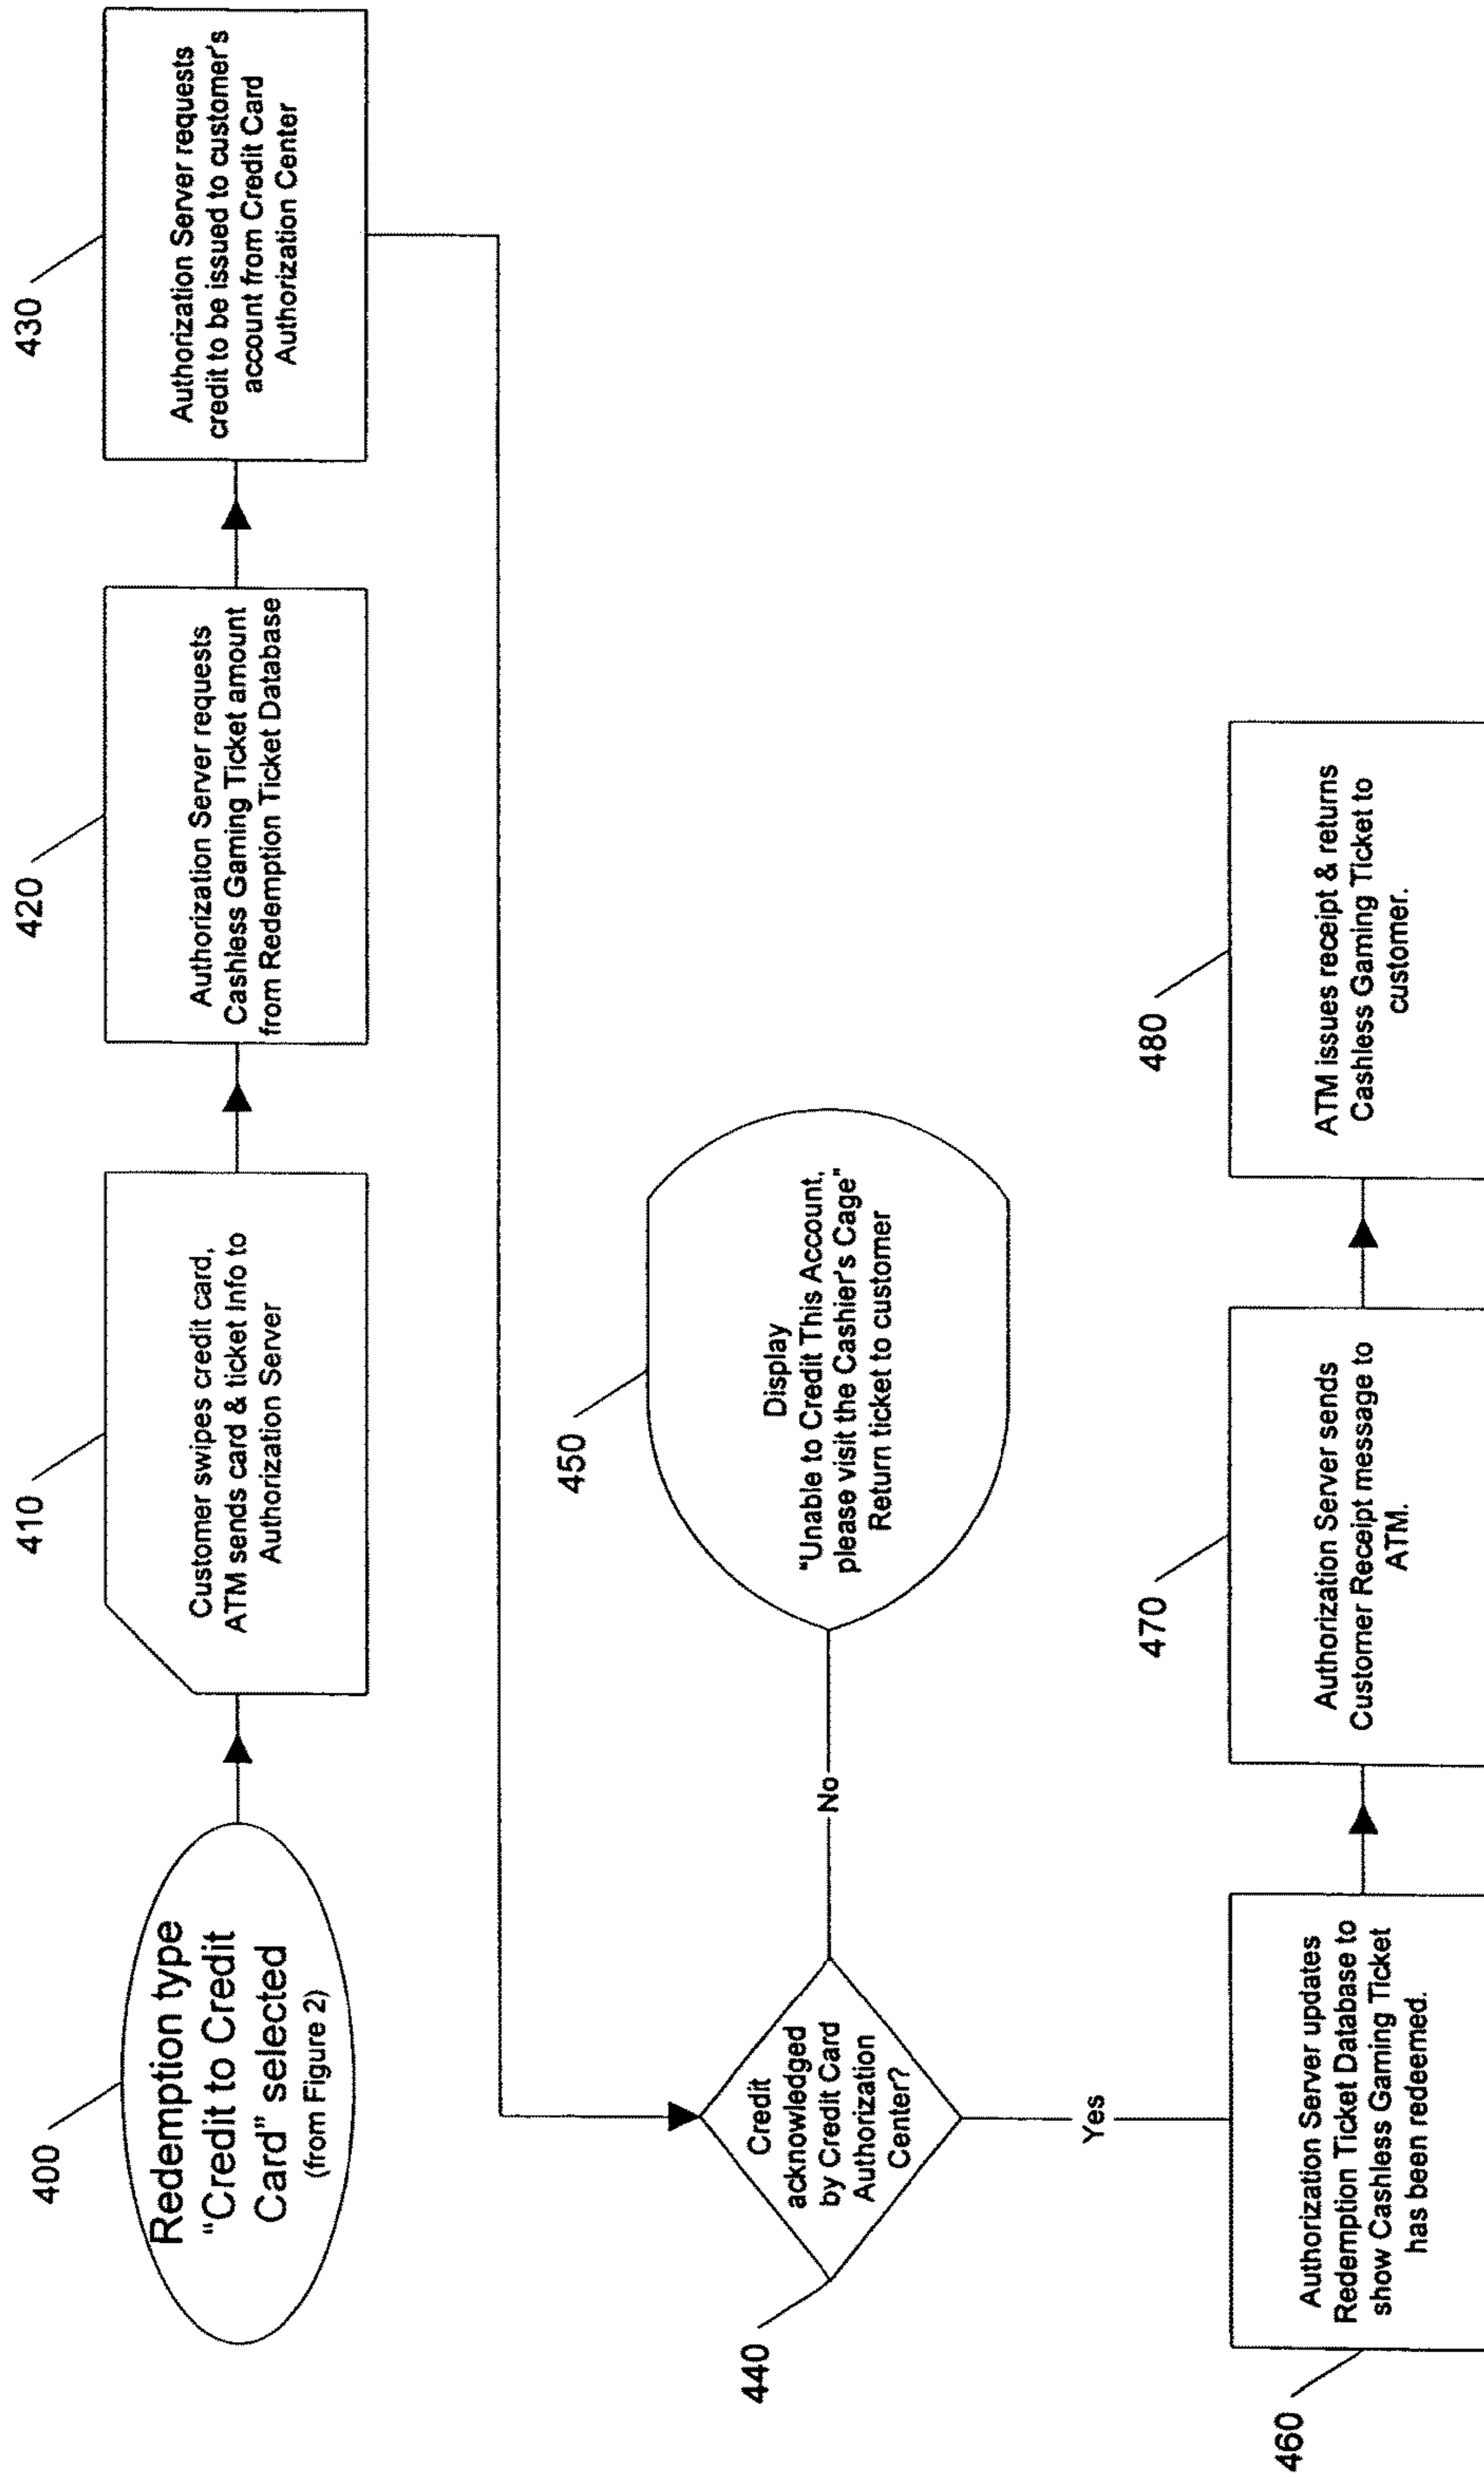 400
Redemption type
"Credit to Credit
Card" selected
(from Figure 2)
410
Customer swipes credit card,
ATM sends card & ticket Info to
Authorization Server
420
Authorization Server requests
Cashless Gaming Ticket amount
from Redemption Ticket Database
430
Authorization Server requests
credit to be issued to customer's
account from Credit Card
Authorization Center
440
Credit
acknowledged
by Credit Card
Authorization
Center?
No
450
Display
"Unable to Credit This Account,
please visit the Cashier's Cage"
Return ticket to customer
Yes
460
Authorization Server updates
Redemption Ticket Database to
show Cashless Gaming Ticket
has been redeemed.
470
Authorization Server sends
Customer Receipt message to
ATM.
480
ATM issues receipt & returns
Cashless Gaming Ticket to
customer.